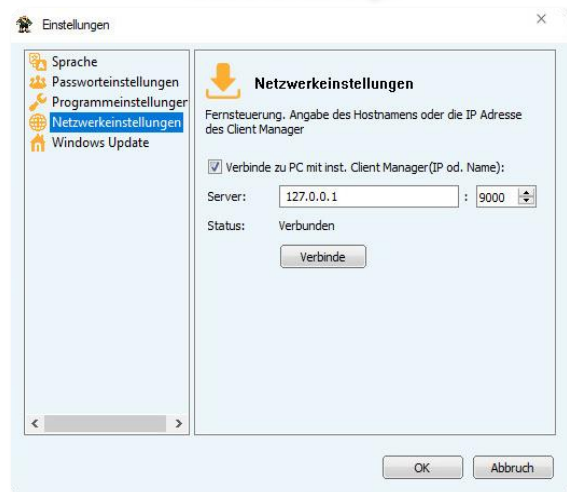 Einstellungen
Sprache
Passworteinstellungen
Programmeinstellunger
Netzwerkeinstellungen
Windows Update
Netzwerkeinstellungen
Fernsteuerung. Angabe des Hostnamens oder die IP Adresse
des Client Manager
Verbinde zu PC mit inst. Client Manager(IP od. Name):
Server: 127.0.0.1 : 9000
Status: Verbunden
Verbinde
OK Abbruch